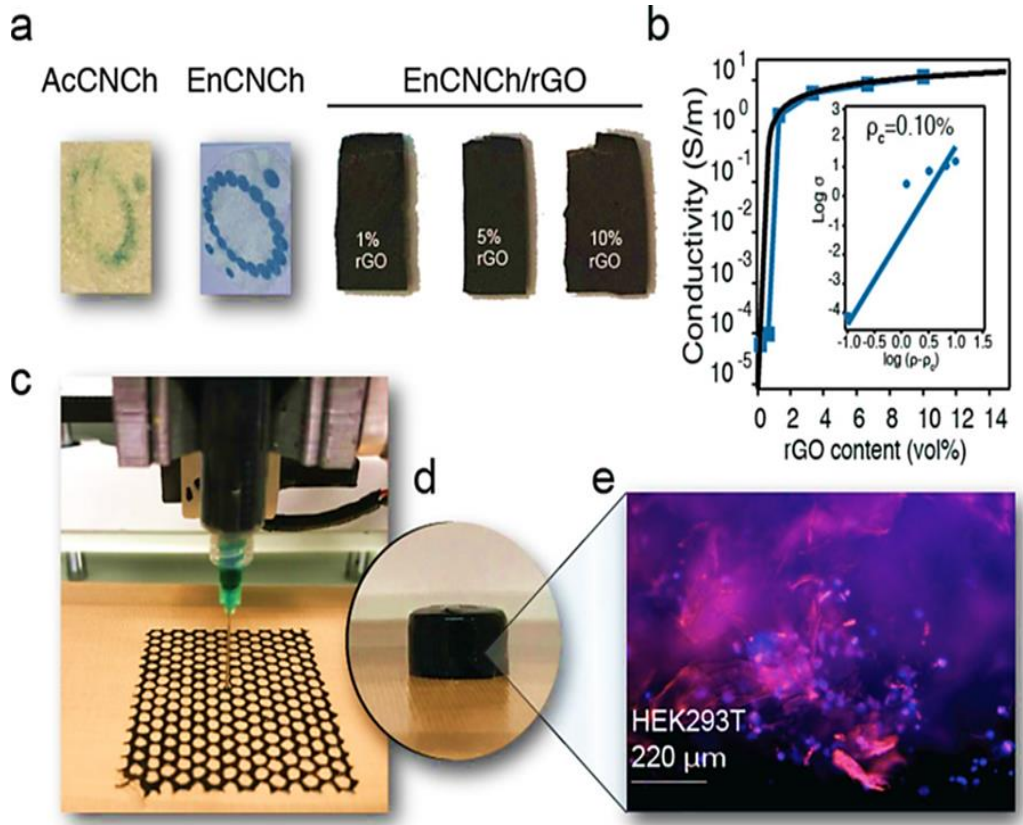 a
AcCNCh EnCNCh EnCNCh/rGO
1%
rGO
5%
rGO
10%
rGO
b
Conductivity (S/m)
10¹
10⁰
10⁻¹
10⁻²
10⁻³
10⁻⁴
10⁻⁵
0 2 4 6 8 10 12 14
rGO content (vol%)
ρc=0.10%
Log σ
3
2
1
0
-1
-2
-3
-4
-1.0 0.0 0.5 1.0 1.5
log (ρ-ρc)
c
d
e
HEK293T
220 µm